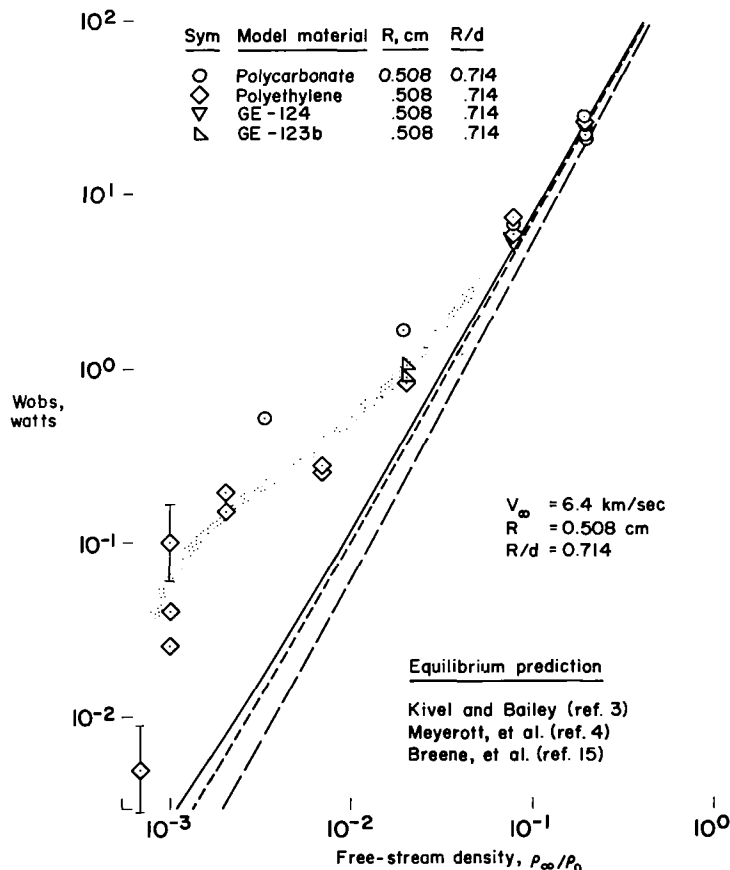 Sym Model material R, cm R/d
Polycarbonate 0.508 0.714
Polyethylene .508 .714
GE-124 .508 .714
GE-123b .508 .714
10²
10¹
10⁰
Wobs,
watts
10⁻¹
10⁻²
V∞ = 6.4 km/sec
R = 0.508 cm
R/d = 0.714
Equilibrium prediction
Kivel and Bailey (ref. 3)
Meyerott, et al. (ref. 4)
Breene, et al. (ref. 15)
10⁻³ 10⁻² 10⁻¹ 10⁰
Free-stream density, ρ∞/ρ₀